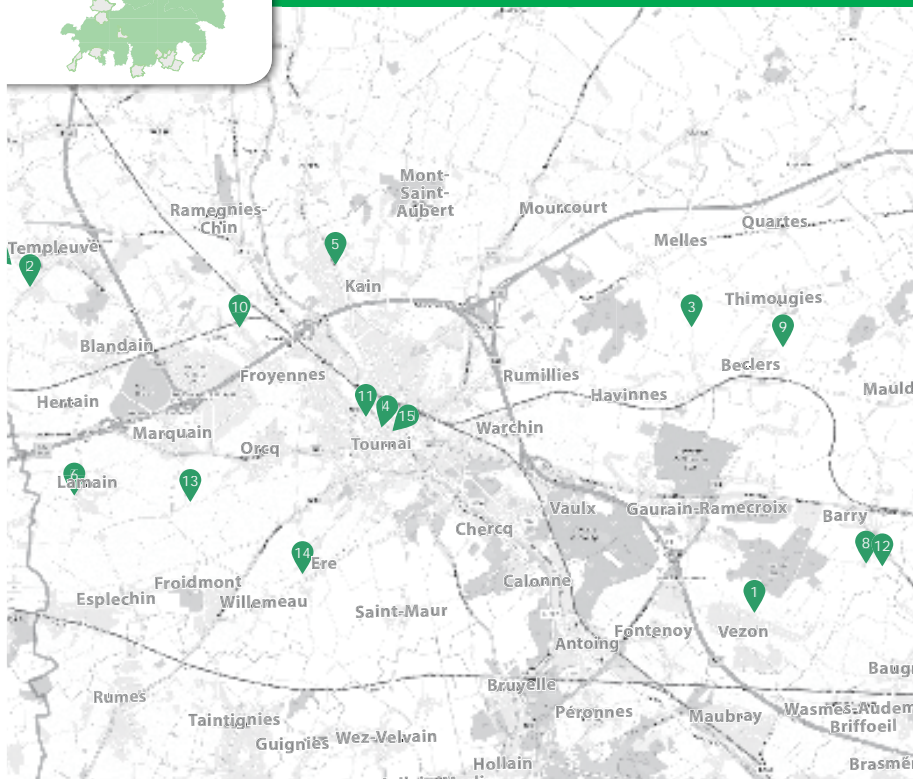 Mont-
Saint-
Aubert
Ramegnies-
Chin
Mourcourt
Quartes
Melles
Templeuve
5
2
Kain
Thimougies
10
3
9
Blandain
Beclers
Froyennes
Rumillies
Mauld
Havinnes
Hertain
11
4
15
Marquain
Warchin
Tournai
Orcq
6
Lamain
13
Vaulx
Gaurain-Ramecroix
Barry
Chercq
8
12
14
Ere
Froidmont
Calonne
1
Esplechin
Willemeau
Saint-Maur
Fontenoy
Vezon
Antoing
Baug
Bruyelle
Rumes
Péronnes
Maubray
Wasmes-Audem
Briffoeil
Taintignies
Guignies
Wez-Velvain
Hollain
Brasmé